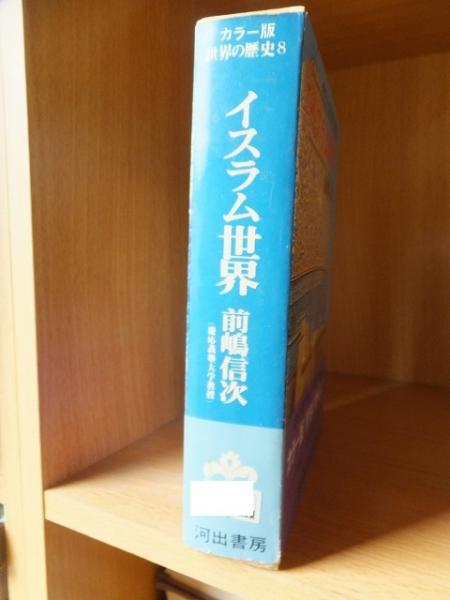 カラー版
世界の歴史8
イスラム世界
前嶋信次
(慶応義塾大学教授)
河出書房